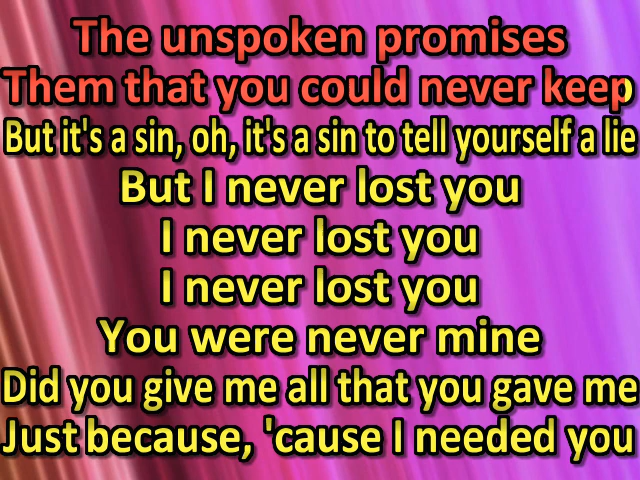 The unspoken promises
Them that you could never keep
But it's a sin, oh, it's a sin to tell yourself a lie
But I never lost you
I never lost you
I never lost you
You were never mine
Did you give me all that you gave me
Just because, 'cause I needed you